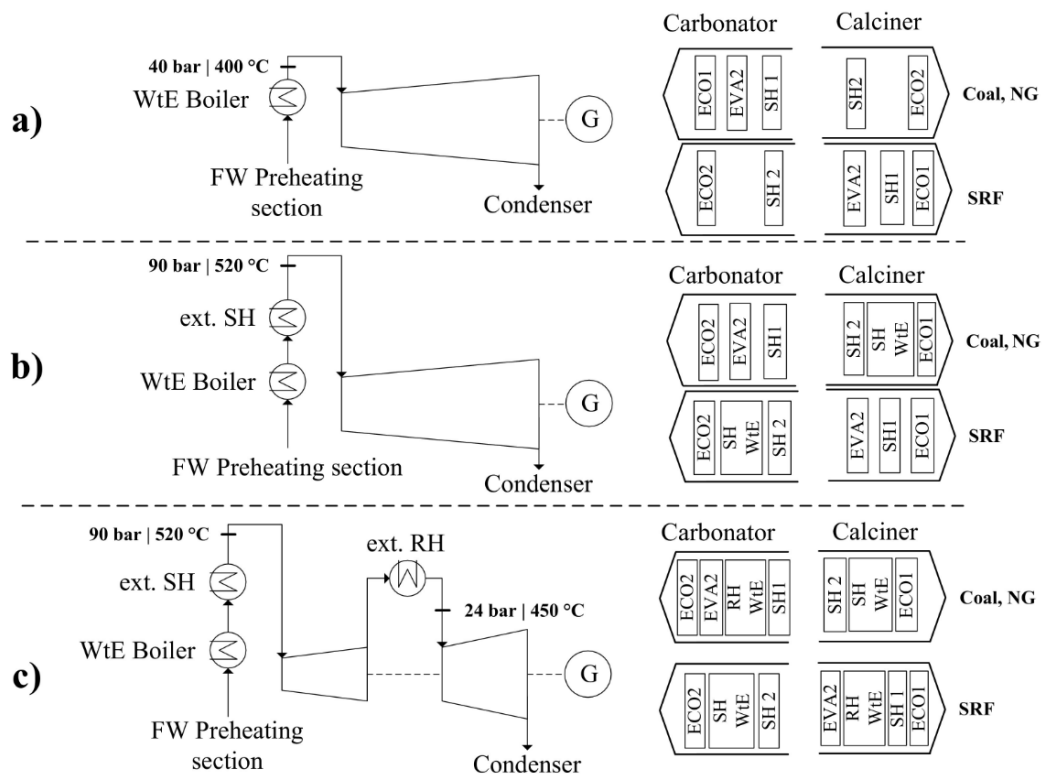 a)
40 bar | 400 °C
WtE Boiler
FW Preheating
section
G
Condenser
Carbonator
Calciner
ECO1
EVA2
SH 1
SH2
ECO2
Coal, NG
ECO2
SH 2
EVA2
SH1
ECO1
SRF
b)
90 bar | 520 °C
ext. SH
WtE Boiler
FW Preheating section
G
Condenser
Carbonator
Calciner
ECO2
EVA2
SH1
SH 2
SH
WtE
ECO1
Coal, NG
ECO2
SH
WtE
SH 2
EVA2
SH1
ECO1
SRF
c)
90 bar | 520 °C
ext. SH
WtE Boiler
FW Preheating
section
ext. RH
24 bar | 450 °C
G
Condenser
Carbonator
Calciner
ECO2
EVA2
RH
WtE
SH1
SH 2
SH
WtE
ECO1
Coal, NG
ECO2
SH
WtE
SH 2
EVA2
RH
WtE
SH 1
ECO1
SRF